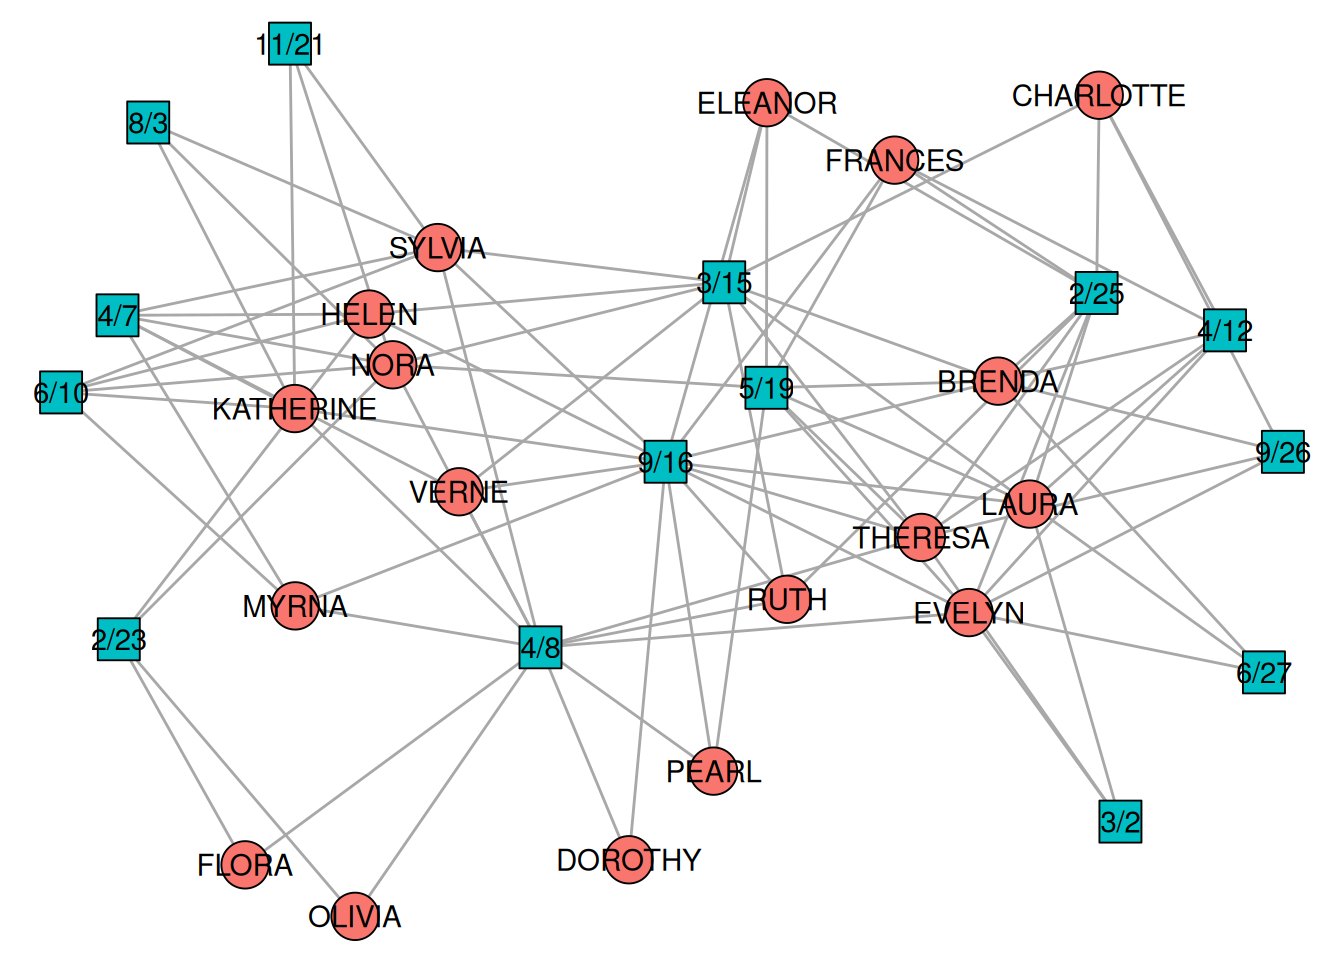 11/21
ELEANOR
CHARLOTTE
8/3
FRANCES
SYLVIA
3/15
2/25
4/7
HELEN
4/12
NORA
6/10
5/19
BRENDA
KATHERINE
9/26
9/16
VERNE
LAURA
THERESA
MYRNA
RUTH
EVELYN
2/23
4/8
6/27
PEARL
3/2
FLORA
DOROTHY
OLIVIA